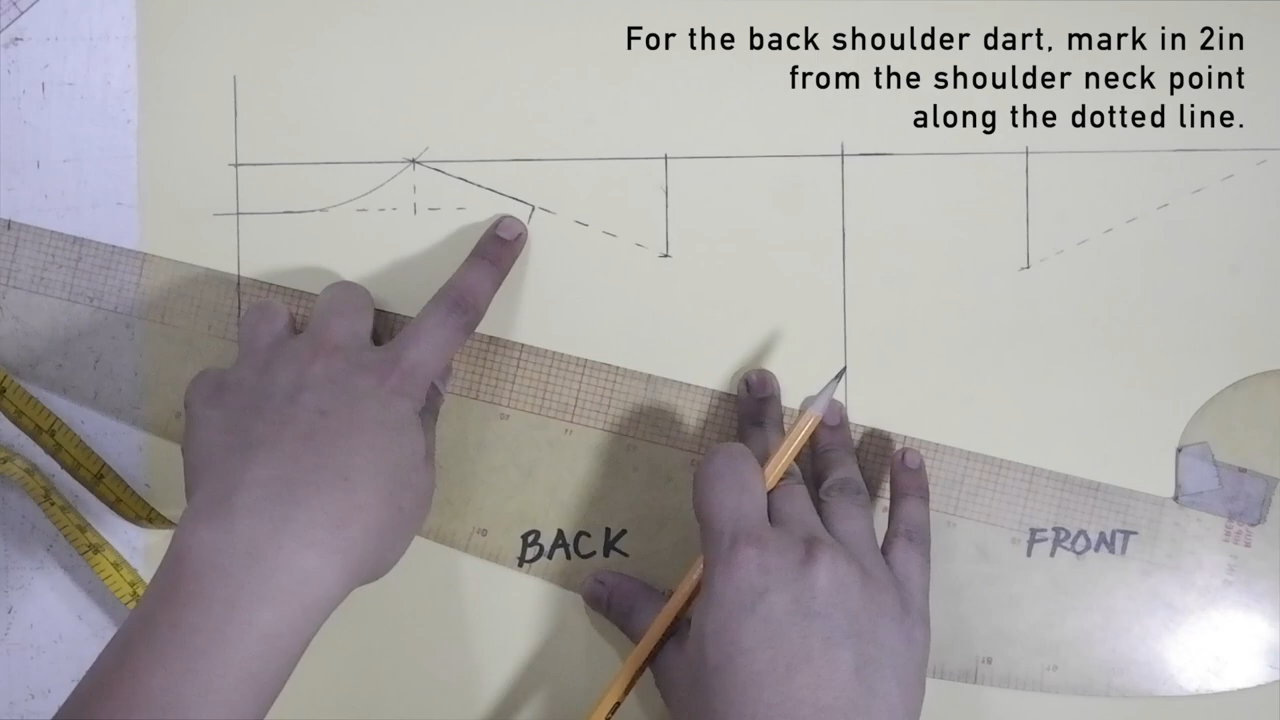 For the back shoulder dart, mark in 2in
from the shoulder neck point
along the dotted line.
BACK
FRONT